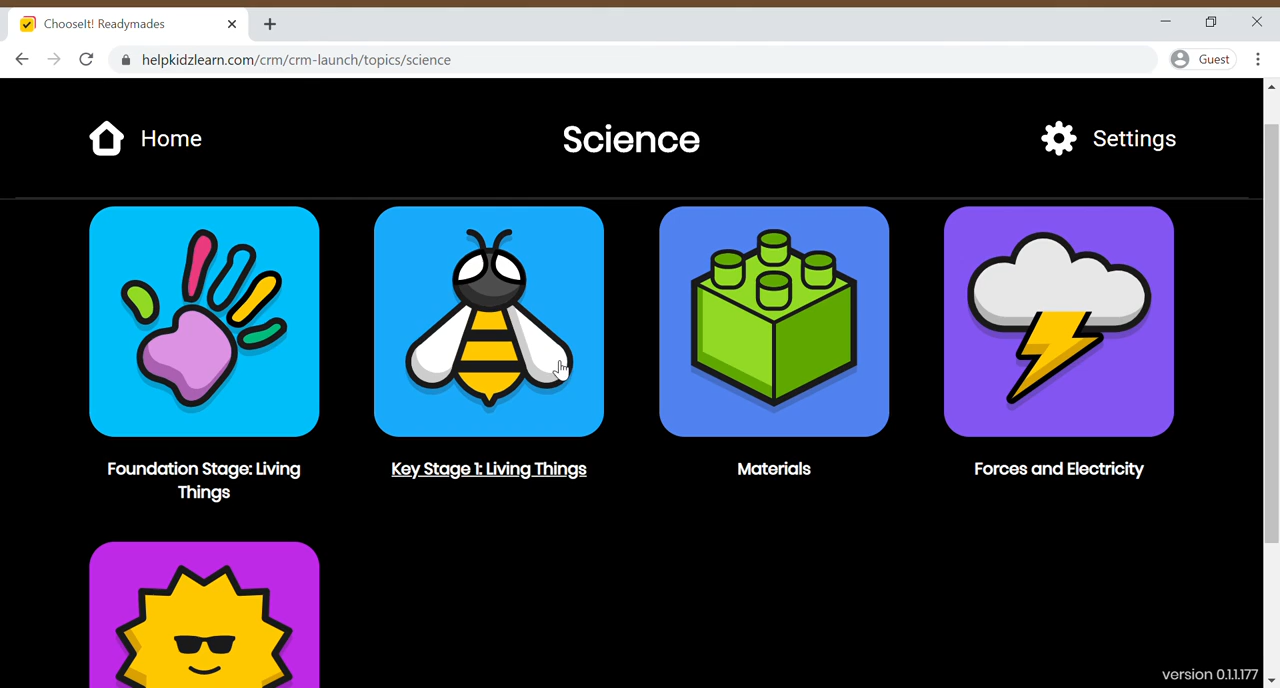 ChooseIt! Readymades
helpkidzlearn.com/crm/crm-launch/topics/science
Guest
Home
Science
Settings
Foundation Stage: Living
Things
Key Stage 1: Living Things
Materials
Forces and Electricity
version 0.1.1.177